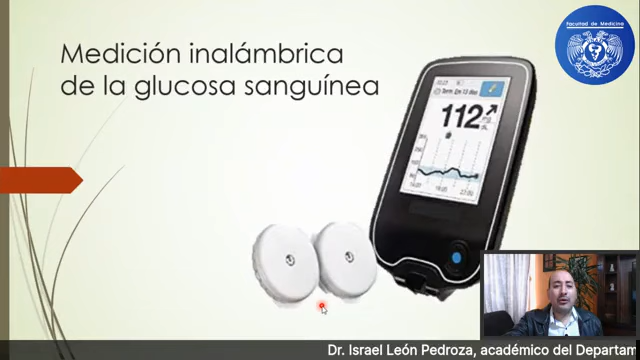 Medición inalámbrica
de la glucosa sanguínea
Facultad de Medicina
112
Dr. Israel León Pedroza, académico del Departam